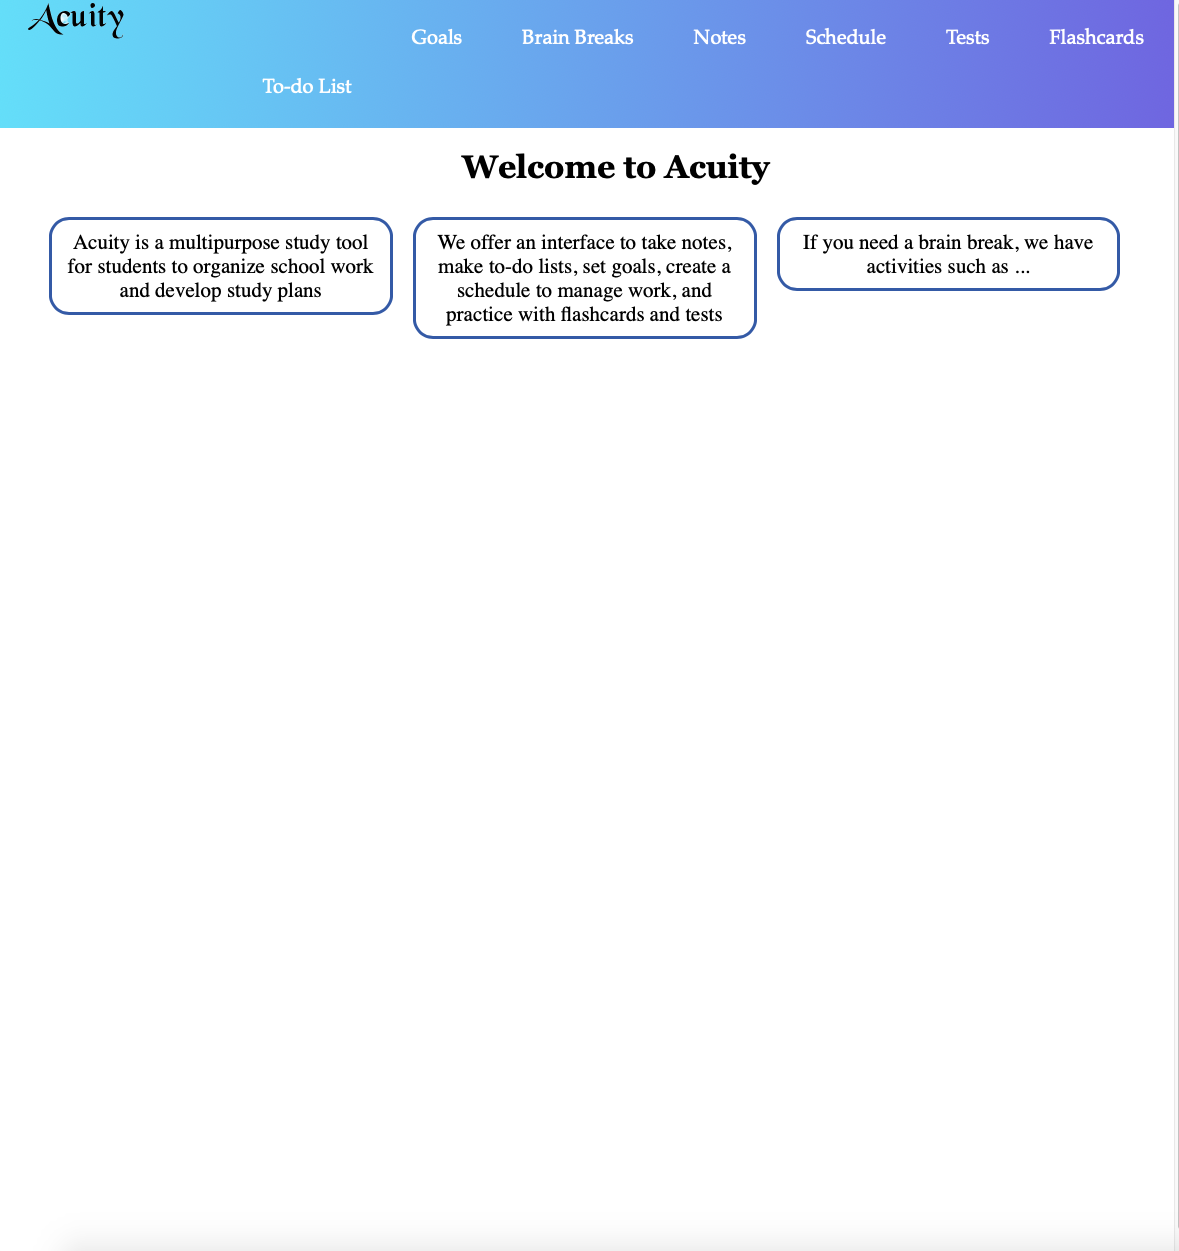 Acuity
Goals Brain Breaks Notes Schedule Tests Flashcards
To-do List
Welcome to Acuity
Acuity is a multipurpose study tool
for students to organize school work
and develop study plans
We offer an interface to take notes,
make to-do lists, set goals, create a
schedule to manage work, and
practice with flashcards and tests
If you need a brain break, we have
activities such as ...